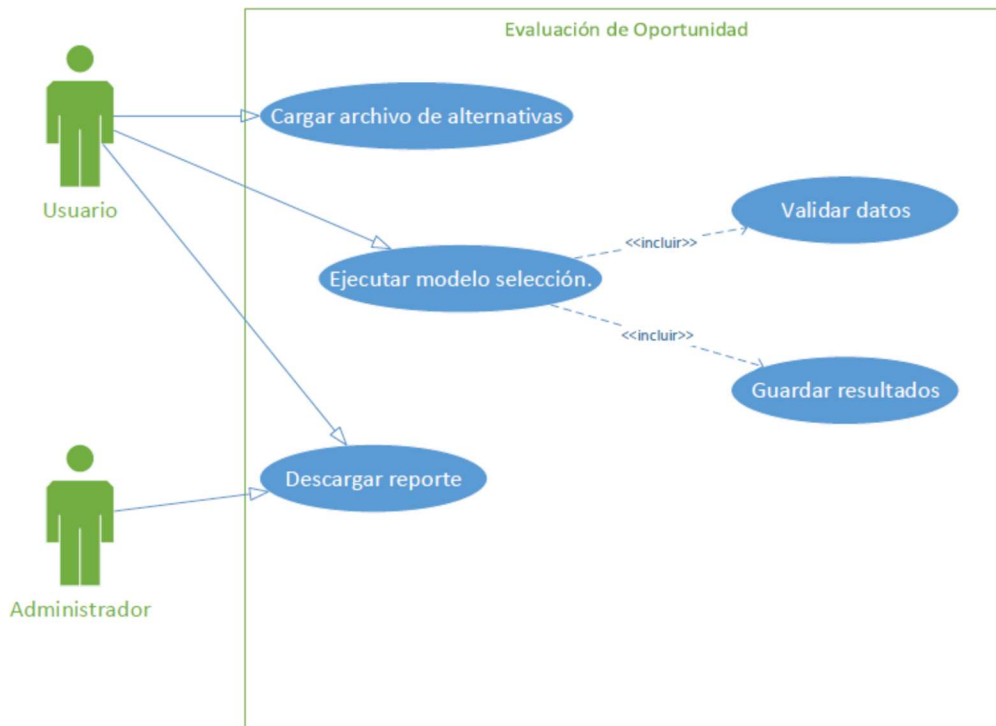 Evaluación de Oportunidad
Cargar archivo de alternativas
Usuario
Validar datos
<<incluir>>
Ejecutar modelo selección.
<<incluir>>
Guardar resultados
Descargar reporte
Administrador